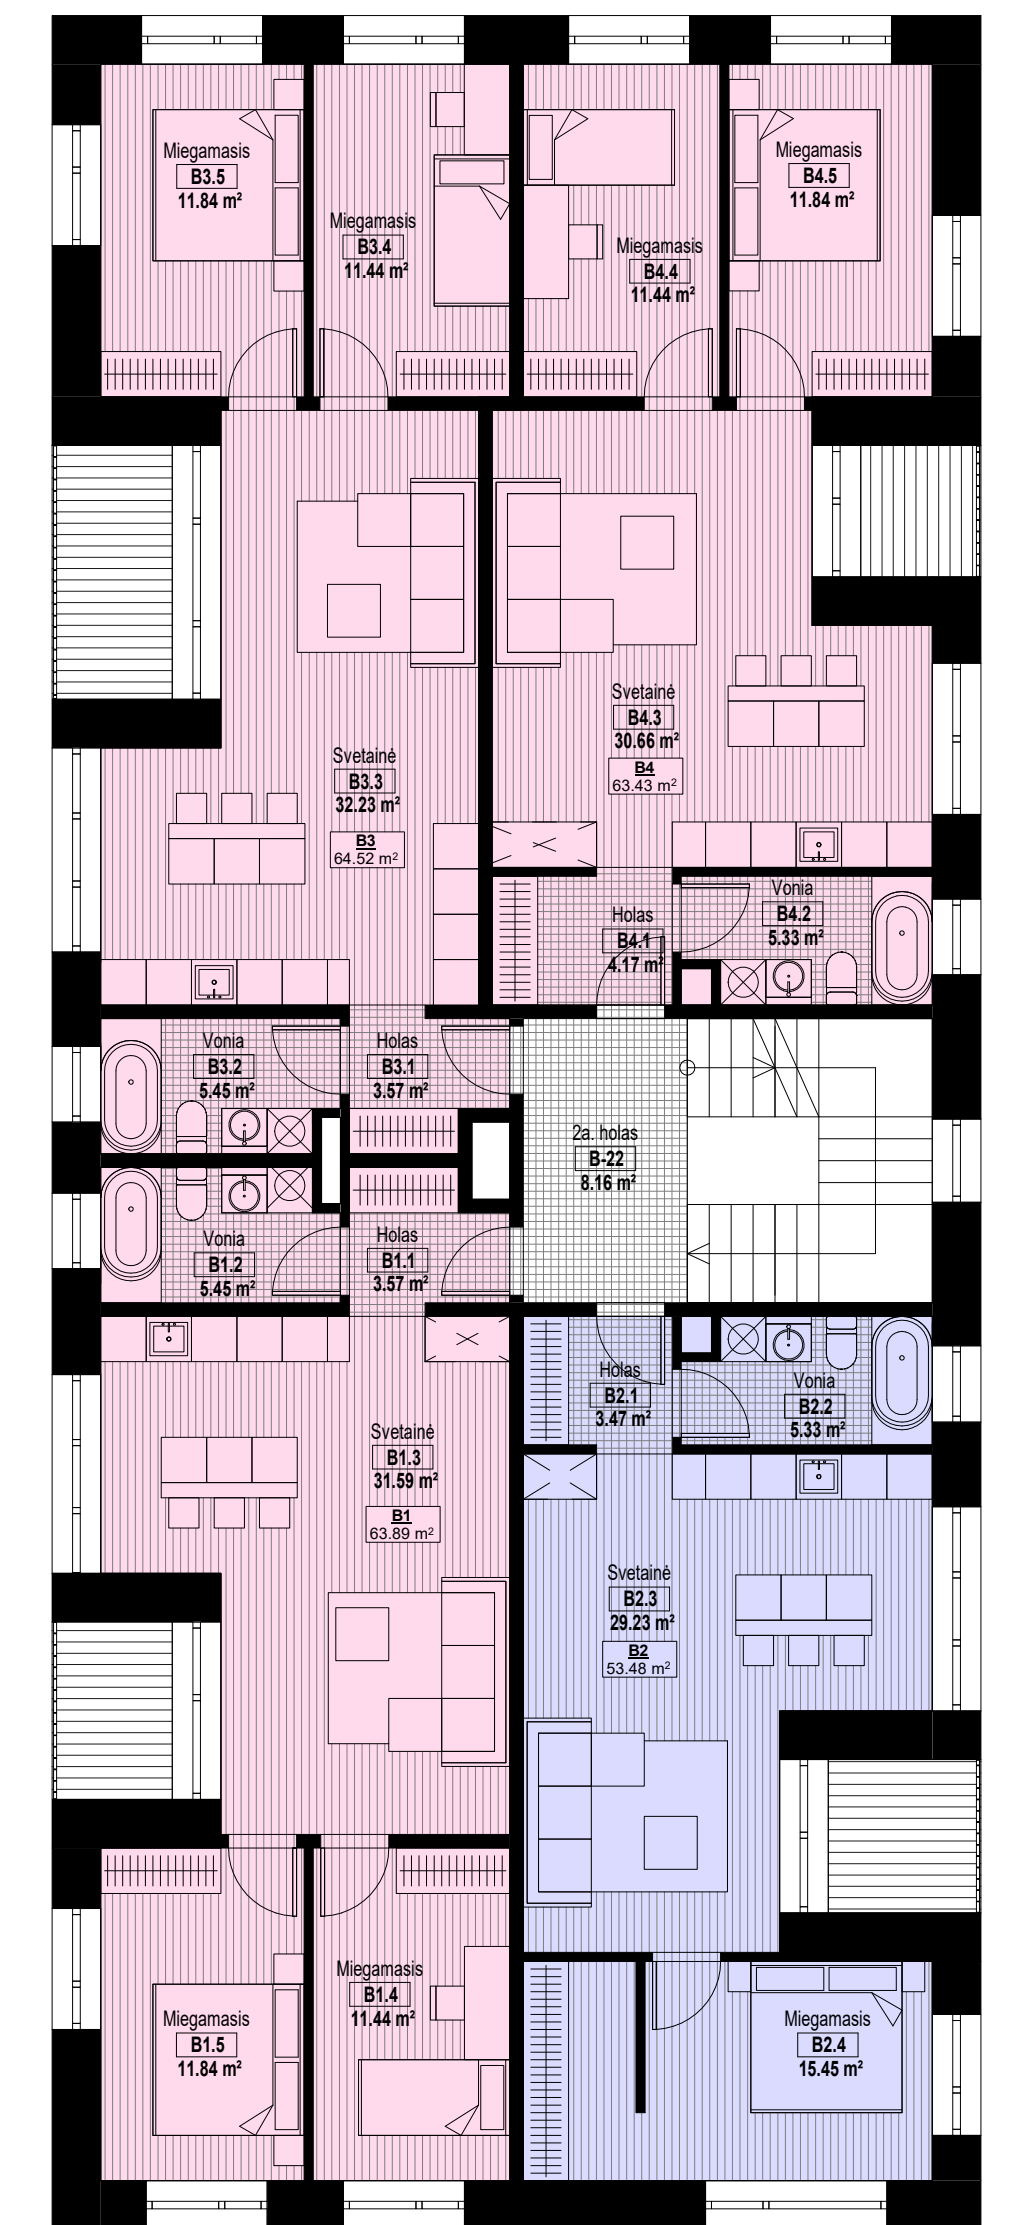 Miegamasis
B3.5
11.84 m²
Miegamasis
B3.4
11.44 m²
Miegamasis
B4.4
11.44 m²
Miegamasis
B4.5
11.84 m²
Svetainė
B4.3
30.66 m²
B4
63.43 m²
Svetainė
B3.3
32.23 m²
B3
64.52 m²
Holas
B4.1
4.17 m²
Vonia
B4.2
5.33 m²
Vonia
B3.2
5.45 m²
Holas
B3.1
3.57 m²
2a. holas
B-22
8.16 m²
Vonia
B1.2
5.45 m²
Holas
B1.1
3.57 m²
Holas
B2.1
3.47 m²
Vonia
B2.2
5.33 m²
Svetainė
B1.3
31.59 m²
B1
63.89 m²
Svetainė
B2.3
29.23 m²
B2
53.48 m²
Miegamasis
B1.5
11.84 m²
Miegamasis
B1.4
11.44 m²
Miegamasis
B2.4
15.45 m²